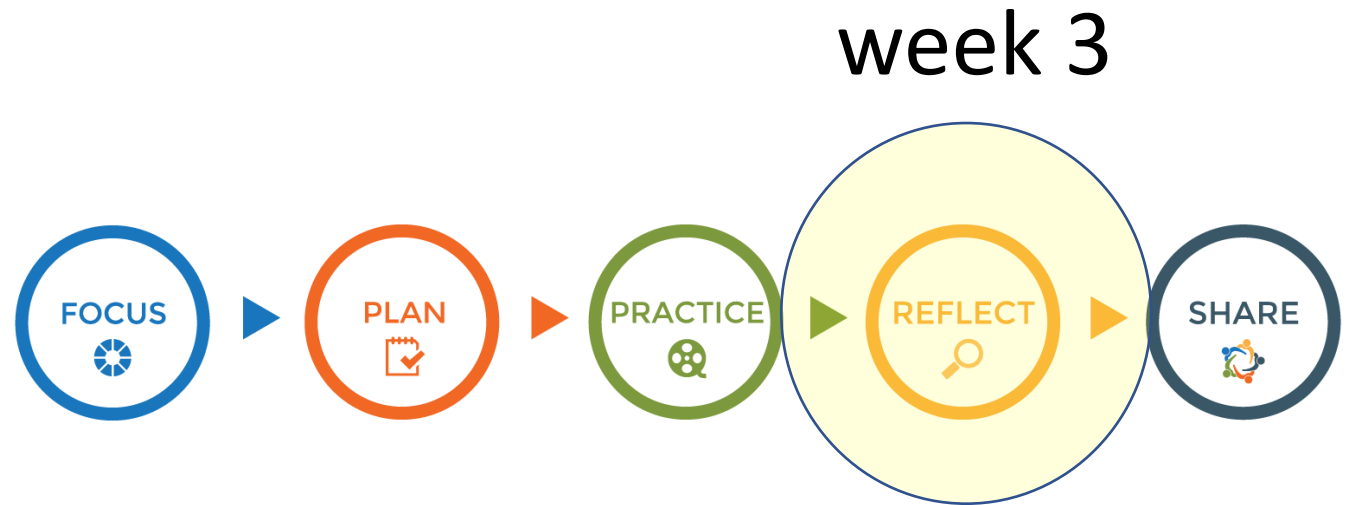 week 3
FOCUS
PLAN
PRACTICE
REFLECT
SHARE